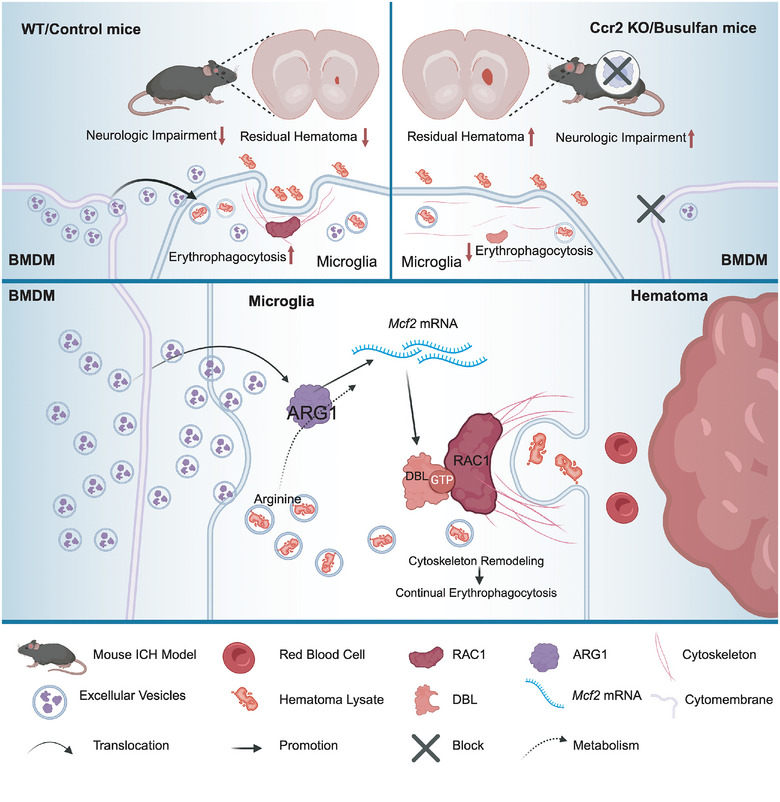 WT/Control mice
Ccr2 KO/Busulfan mice
Neurologic Impairment
Residual Hematoma
Residual Hematoma
Neurologic Impairment
BMDM
Erythrophagocytosis
Microglia
Microglia
Erythrophagocytosis
BMDM
BMDM
Microglia
Hematoma
Mcf2 mRNA
ARG1
DBL
GTP
RAC1
Arginine
Cytoskeleton Remodeling
Continual Erythrophagocytosis
Mouse ICH Model
Red Blood Cell
RAC1
ARG1
Cytoskeleton
Excellular Vesicles
Hematoma Lysate
DBL
Mcf2 mRNA
Cytomembrane
Translocation
Promotion
Block
Metabolism